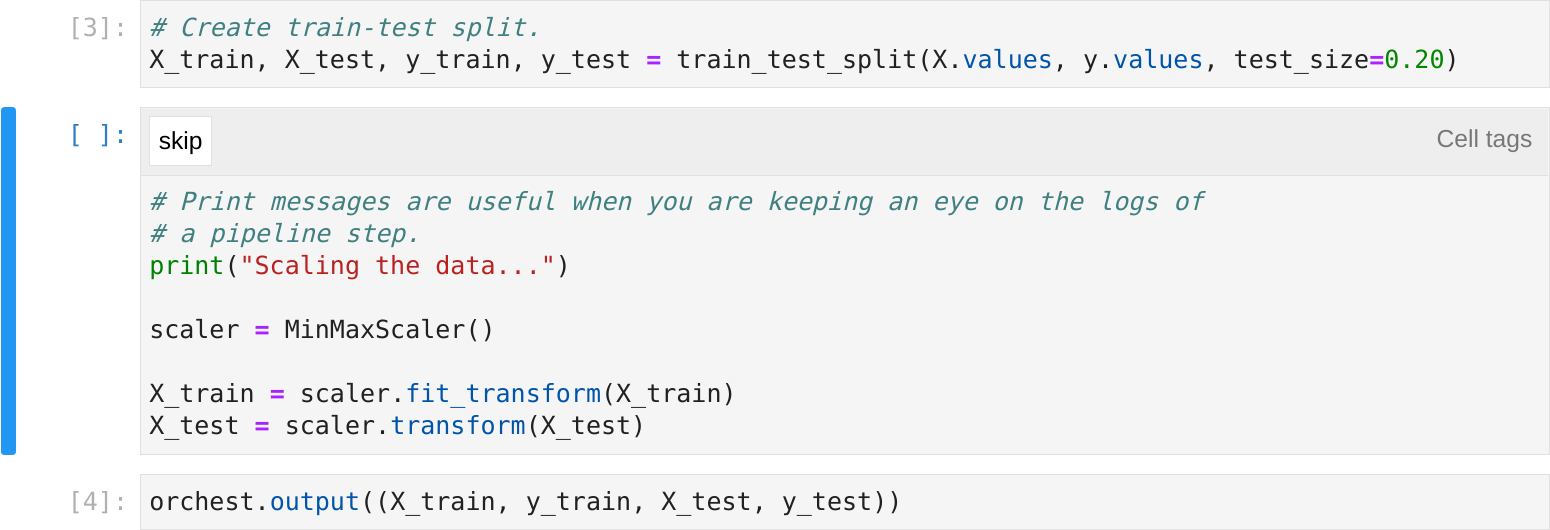 [3]: # Create train-test split.
X_train, X_test, y_train, y_test = train_test_split(X.values, y.values, test_size=0.20)
[ ]: skip Cell tags
# Print messages are useful when you are keeping an eye on the logs of
# a pipeline step.
print("Scaling the data...")
scaler = MinMaxScaler()
X_train = scaler.fit_transform(X_train)
X_test = scaler.transform(X_test)
[4]: orchest.output((X_train, y_train, X_test, y_test))